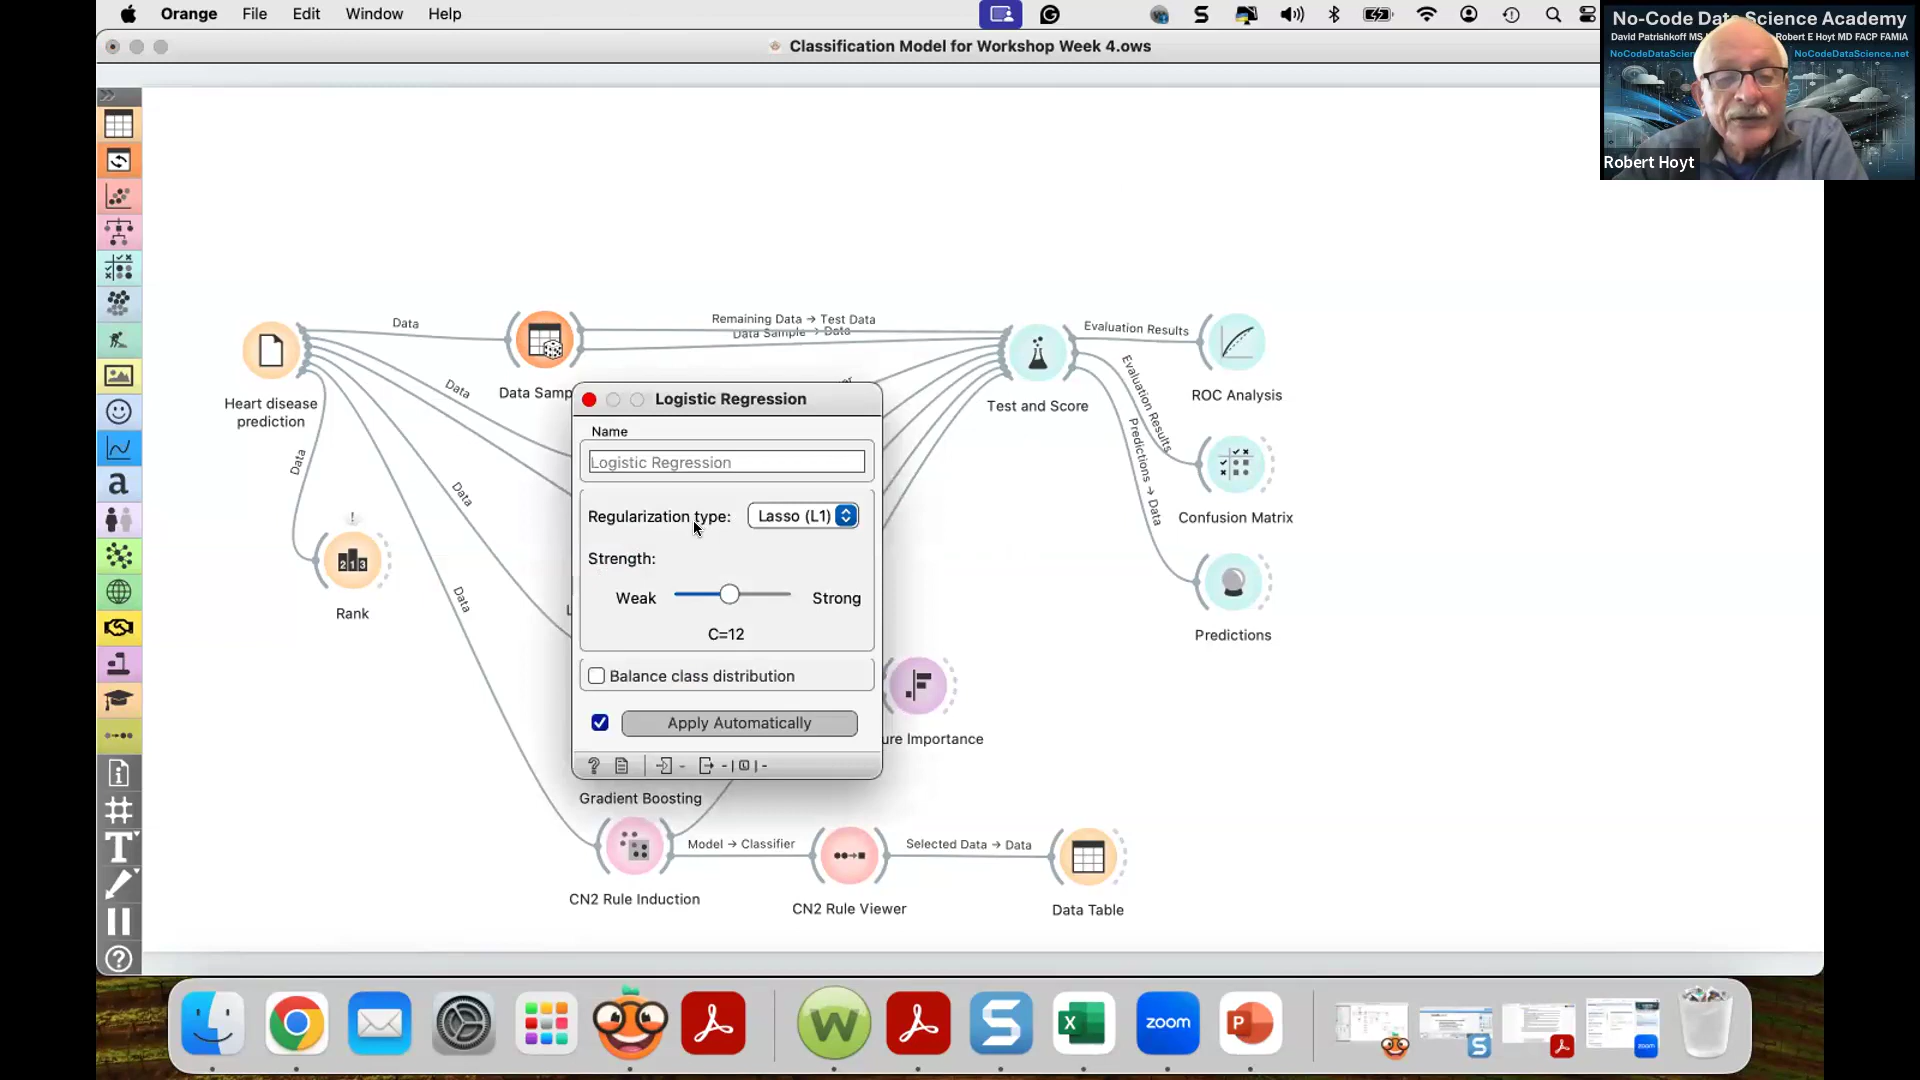 Orange File Edit Window Help
Classification Model for Workshop Week 4.ows
No-Code Data Science Academy
David Patrishkoff MS Robert E Hoyt MD FACP FAMIA
NoCodeDataScien NoCodeDataScience.net
Robert Hoyt
Heart disease
prediction
Data
Data
Data
Data
Data
Data Samp
Remaining Data → Test Data
Data Sample → Data
Test and Score
Evaluation Results
Evaluation Results
Predictions → Data
ROC Analysis
Confusion Matrix
Predictions
213
Rank
Logistic Regression
Name
Logistic Regression
Regularization type: Lasso (L1)
Strength:
Weak Strong
C=12
Balance class distribution
Apply Automatically
ure Importance
Gradient Boosting
CN2 Rule Induction
Model → Classifier
CN2 Rule Viewer
Selected Data → Data
Data Table
zoom